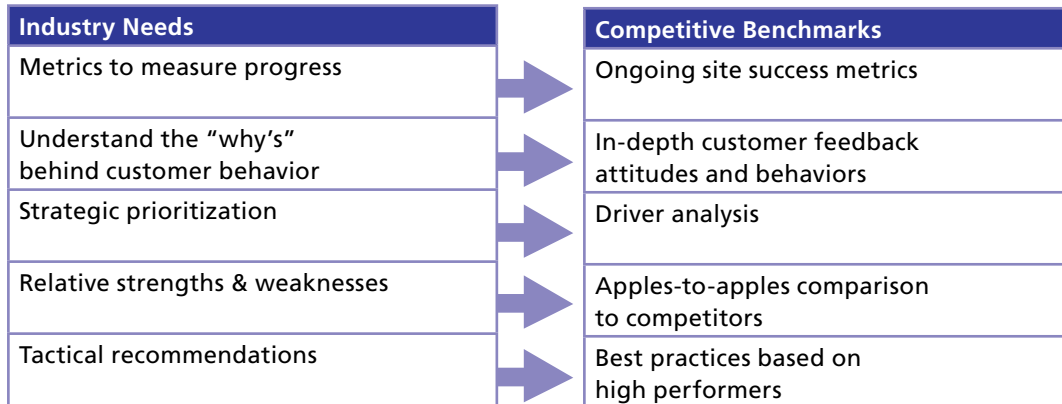 Industry Needs
Competitive Benchmarks
Metrics to measure progress
Ongoing site success metrics
Understand the “why’s”
behind customer behavior
In-depth customer feedback
attitudes and behaviors
Strategic prioritization
Driver analysis
Relative strengths & weaknesses
Apples-to-apples comparison
to competitors
Tactical recommendations
Best practices based on
high performers